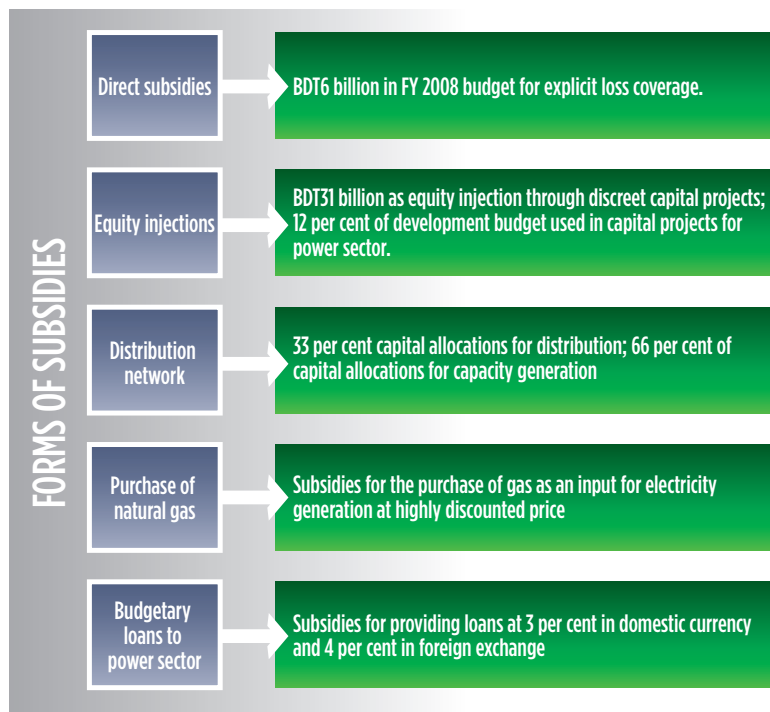 FORMS OF SUBSIDIES
Direct subsidies
BDT6 billion in FY 2008 budget for explicit loss coverage.
Equity injections
BDT31 billion as equity injection through discreet capital projects;
12 per cent of development budget used in capital projects for
power sector.
Distribution
network
33 per cent capital allocations for distribution; 66 per cent of
capital allocations for capacity generation
Purchase of
natural gas
Subsidies for the purchase of gas as an input for electricity
generation at highly discounted price
Budgetary
loans to
power sector
Subsidies for providing loans at 3 per cent in domestic currency
and 4 per cent in foreign exchange